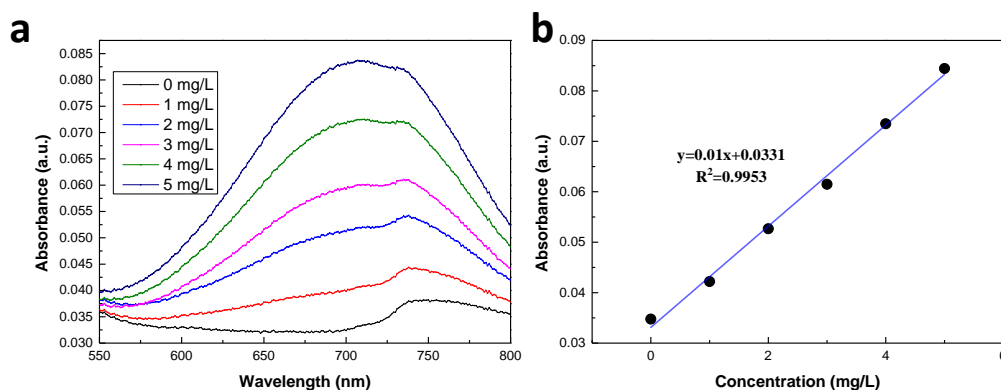 a
Absorbance (a.u.)
0.085
0.080
0.075
0.070
0.065
0.060
0.055
0.050
0.045
0.040
0.035
0.030
0 mg/L
1 mg/L
2 mg/L
3 mg/L
4 mg/L
5 mg/L
550 600 650 700 750 800
Wavelength (nm)
b
Absorbance (a.u.)
0.09
0.08
0.07
0.06
0.05
0.04
0.03
y=0.01x+0.0331
R²=0.9953
0 2 4 6
Concentration (mg/L)